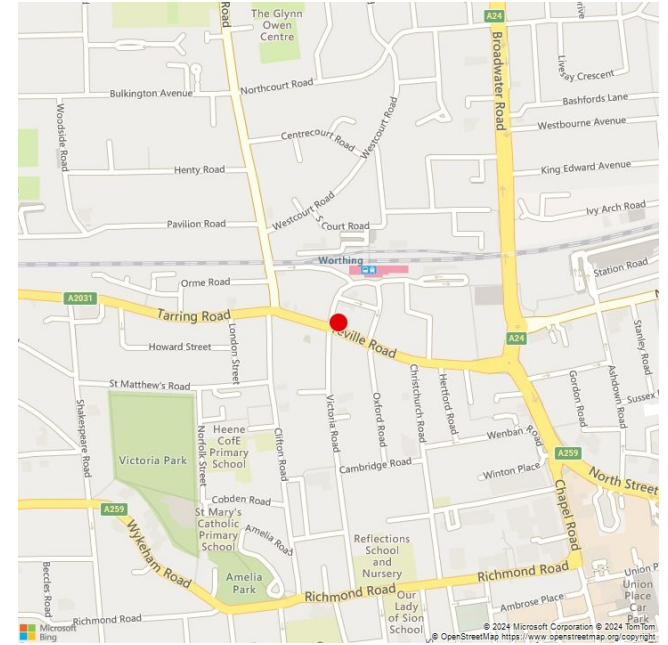 The Glynn
Owen
Centre
Road
A24
Drive
Broadwater Road
Livesay Crescent
Bulkington Avenue
Northcourt Road
Bashfords Lane
Woodside Road
Westcourt Road
Westbourne Avenue
Centrecourt Road
Henty Road
King Edward Avenue
Westcourt Road
Ivy Arch Road
Pavilion Road
S Court Road
Worthing
Station Road
Orme Road
A2031
Tarring Road
Teville Road
A24
Howard Street
London Street
Stanley Road
St Matthew's Road
Christchurch Road
Hertford Road
Gordon Road
Ashdown Road
Sussex
Shakespeare Road
Norfolk Street
Heene
CofE
Primary
School
Clifton Road
Victoria Road
Oxford Road
Wenban Road
Victoria Park
Cambridge Road
A259
Winton Place
North Street
A259
Cobden Road
Chapel Road
St Mary's
Catholic
Primary
School
Wykeham Road
Amelia Road
Reflections
School
and
Nursery
Beccles Road
Amelia
Park
Richmond Road
Union P
Union
Place
Car
Park
Richmond Road
Our
Lady
of Sion
School
Ambrose Place
Richmond Road
Microsoft
Bing
© 2024 Microsoft Corporation © 2024 TomTom
© OpenStreetMap https://www.openstreetmap.org/copyright